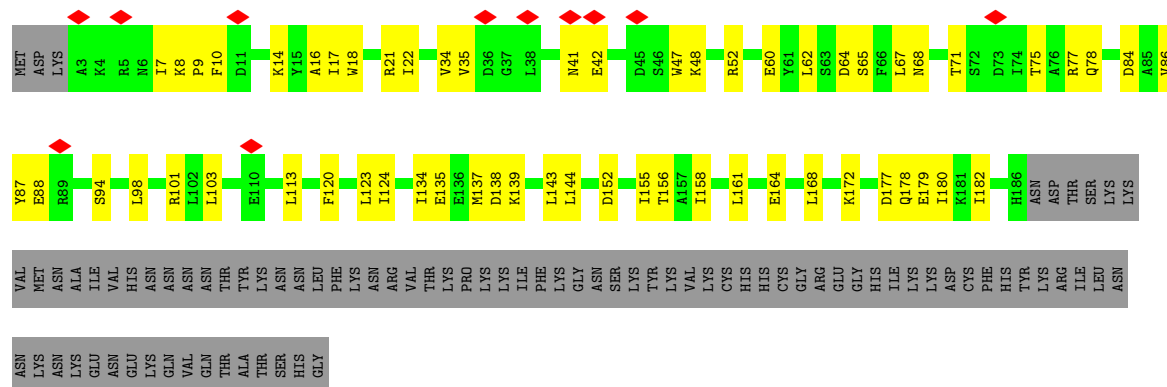 MET ASP LYS A3 K4 R5 N6 I7 K8 P9 F10 D11 K14 Y15 A16 I17 W18 R21 I22 V34 V35 D36 G37 L38 N41 E42 D45 S46 W47 K48 R52 E60 Y61 L62 S63 D64 S65 F66 L67 N68 T71 S72 D73 I74 T75 A76 R77 Q78 D84 A85 V86
Y87 E88 R89 S94 L98 R101 L102 L103 E110 L113 F120 L123 I124 I134 E135 E136 M137 D138 K139 L143 L144 D152 I155 T156 A157 I158 L161 E164 L168 K172 D177 Q178 E179 I180 K181 I182 H186 ASN ASP THR SER LYS LYS
VAL MET ASN ALA ILE VAL HIS ASN ASN ASN ASN THR TYR LYS ASN ASN LEU PHE LYS ASN ARG VAL THR LYS PRO LYS LYS ILE PHE LYS GLY ASN SER LYS TYR LYS VAL LYS CYS HIS HIS CYS GLY ARG GLU GLY HIS ILE LYS LYS ASP CYS PHE HIS TYR LYS ARG ILE LEU ASN
ASN LYS ASN LYS GLU ASN GLU LYS GLN VAL GLN THR ALA THR SER HIS GLY